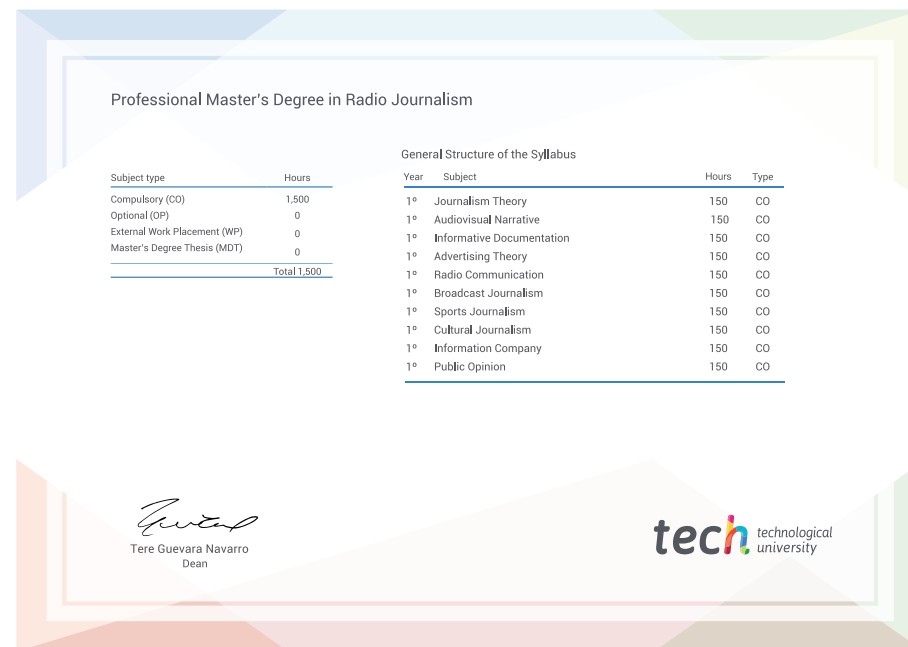 Professional Master's Degree in Radio Journalism
General Structure of the Syllabus
Subject type Hours
Compulsory (CO) 1,500
Optional (OP) 0
External Work Placement (WP) 0
Master's Degree Thesis (MDT) 0
Total 1,500
Year Subject Hours Type
1º Journalism Theory 150 CO
1º Audiovisual Narrative 150 CO
1º Informative Documentation 150 CO
1º Advertising Theory 150 CO
1º Radio Communication 150 CO
1º Broadcast Journalism 150 CO
1º Sports Journalism 150 CO
1º Cultural Journalism 150 CO
1º Information Company 150 CO
1º Public Opinion 150 CO
Tere Guevara Navarro
Dean
tech technological
university